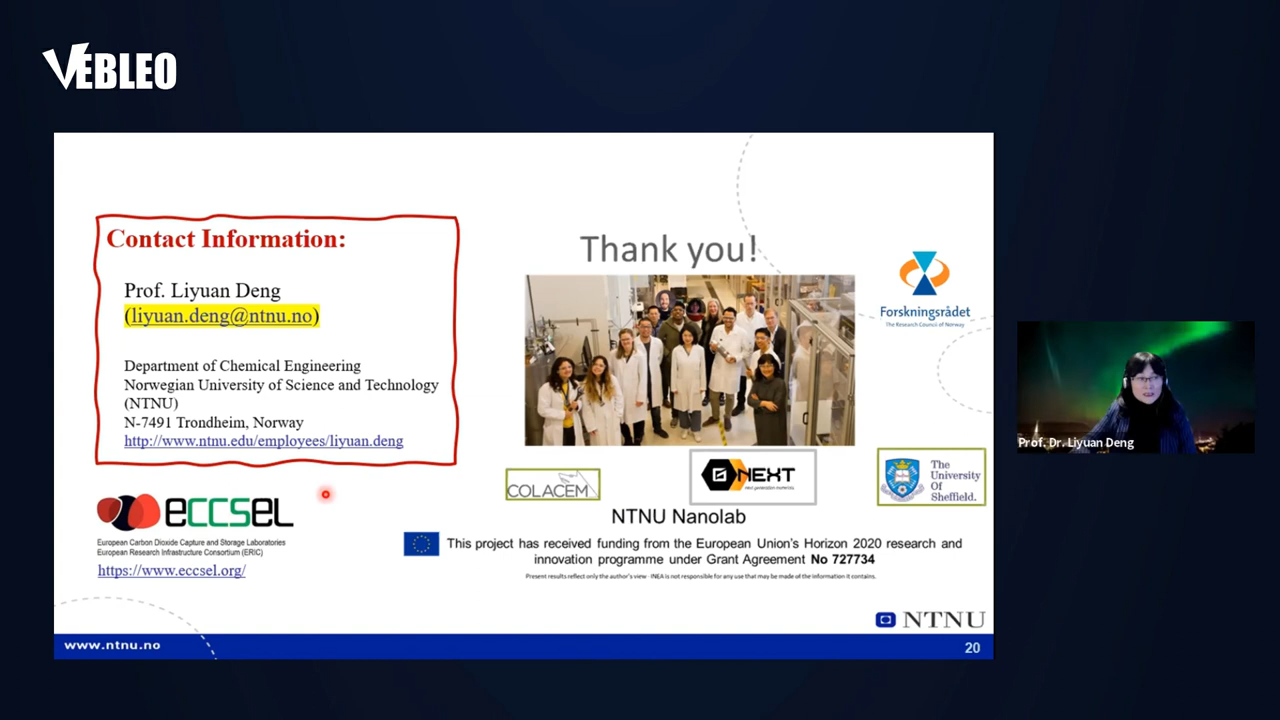 VEBLEO
Contact Information:
Prof. Liyuan Deng
(liyuan.deng@ntnu.no)
Department of Chemical Engineering
Norwegian University of Science and Technology
(NTNU)
N-7491 Trondheim, Norway
http://www.ntnu.edu/employees/liyuan.deng
eccsel
European Carbon Dioxide Capture and Storage Laboratories
European Research Infrastructure Consortium (ERIC)
https://www.eccsel.org/
Thank you!
Forskningsrådet
The Research Council of Norway
COLACEM
G NEXT
next generation materials
The
University
Of
Sheffield.
NTNU Nanolab
This project has received funding from the European Union's Horizon 2020 research and
innovation programme under Grant Agreement No 727734
Present results reflect only the author's view - INEA is not responsible for any use that may be made of the information it contains.
NTNU
www.ntnu.no
20
Prof. Dr. Liyuan Deng